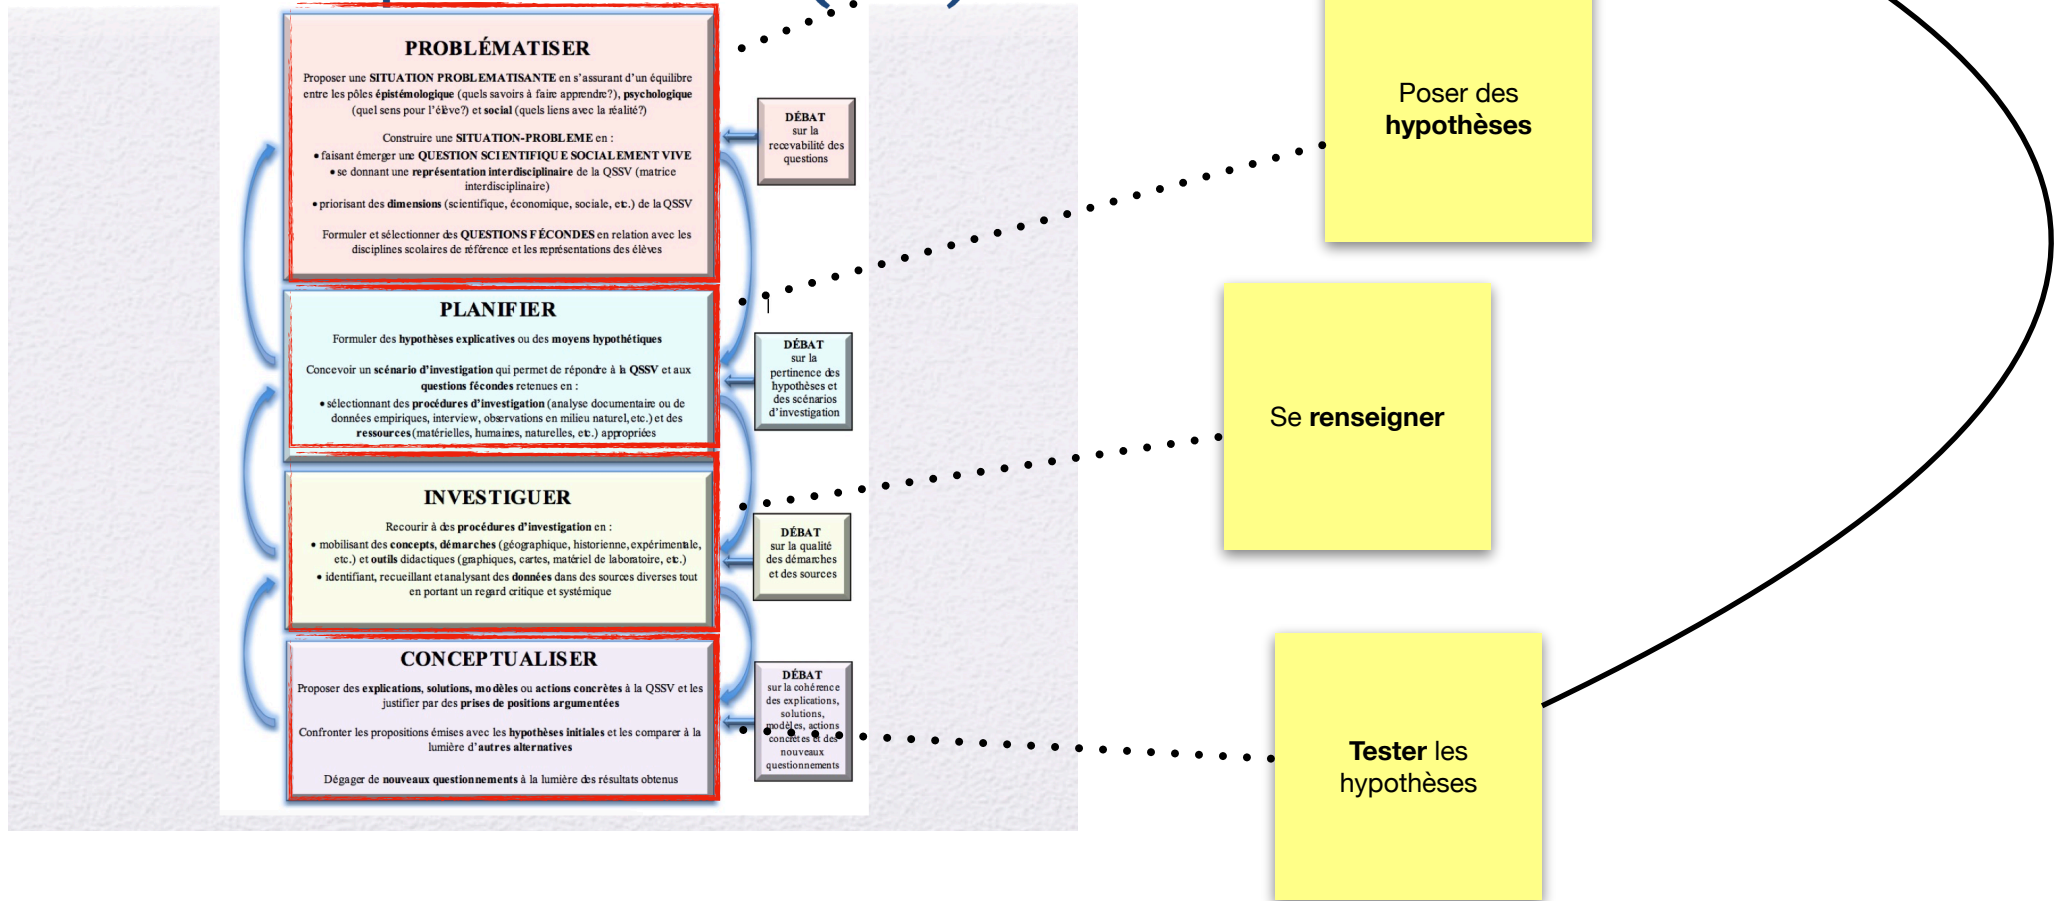 PROBLÉMATISER
Proposer une SITUATION PROBLEMATISANTE en s'assurant d'un équilibre
entre les pôles épistémologique (quels savoirs à faire apprendre?), psychologique
(quel sens pour l'élève?) et social (quels liens avec la réalité?)
Construire une SITUATION-PROBLEME en :
• faisant émerger une QUESTION SCIENTIFIQUE SOCIALEMENT VIVE
• se donnant une représentation interdisciplinaire de la QSSV (matrice
interdisciplinaire)
• priorisant des dimensions (scientifique, économique, sociale, etc.) de la QSSV
Formuler et sélectionner des QUESTIONS FÉCONDES en relation avec les
disciplines scolaires de référence et les représentations des élèves
DÉBAT
sur la
recevabilité des
questions
PLANIFIER
Formuler des hypothèses explicatives ou des moyens hypothétiques
Concevoir un scénario d'investigation qui permet de répondre à la QSSV et aux
questions fécondes retenues en :
• sélectionnant des procédures d'investigation (analyse documentaire ou de
données empiriques, interview, observations en milieu naturel, etc.) et des
ressources (matérielles, humaines, naturelles, etc.) appropriées
DÉBAT
sur la
pertinence des
hypothèses et
des scénarios
d'investigation
INVESTIGUER
Recourir à des procédures d'investigation en :
• mobilisant des concepts, démarches (géographique, historienne, expérimentale,
etc.) et outils didactiques (graphiques, cartes, matériel de laboratoire, etc.)
• identifiant, recueillant et analysant des données dans des sources diverses tout
en portant un regard critique et systémique
DÉBAT
sur la qualité
des démarches
et des sources
CONCEPTUALISER
Proposer des explications, solutions, modèles ou actions concrètes à la QSSV et les
justifier par des prises de positions argumentées
Confronter les propositions émises avec les hypothèses initiales et les comparer à la
lumière d'autres alternatives
Dégager de nouveaux questionnements à la lumière des résultats obtenus
DÉBAT
sur la cohérence
des explications,
solutions,
modèles, actions
concrètes et des
nouveaux
questionnements
Poser des
hypothèses
Se renseigner
Tester les
hypothèses